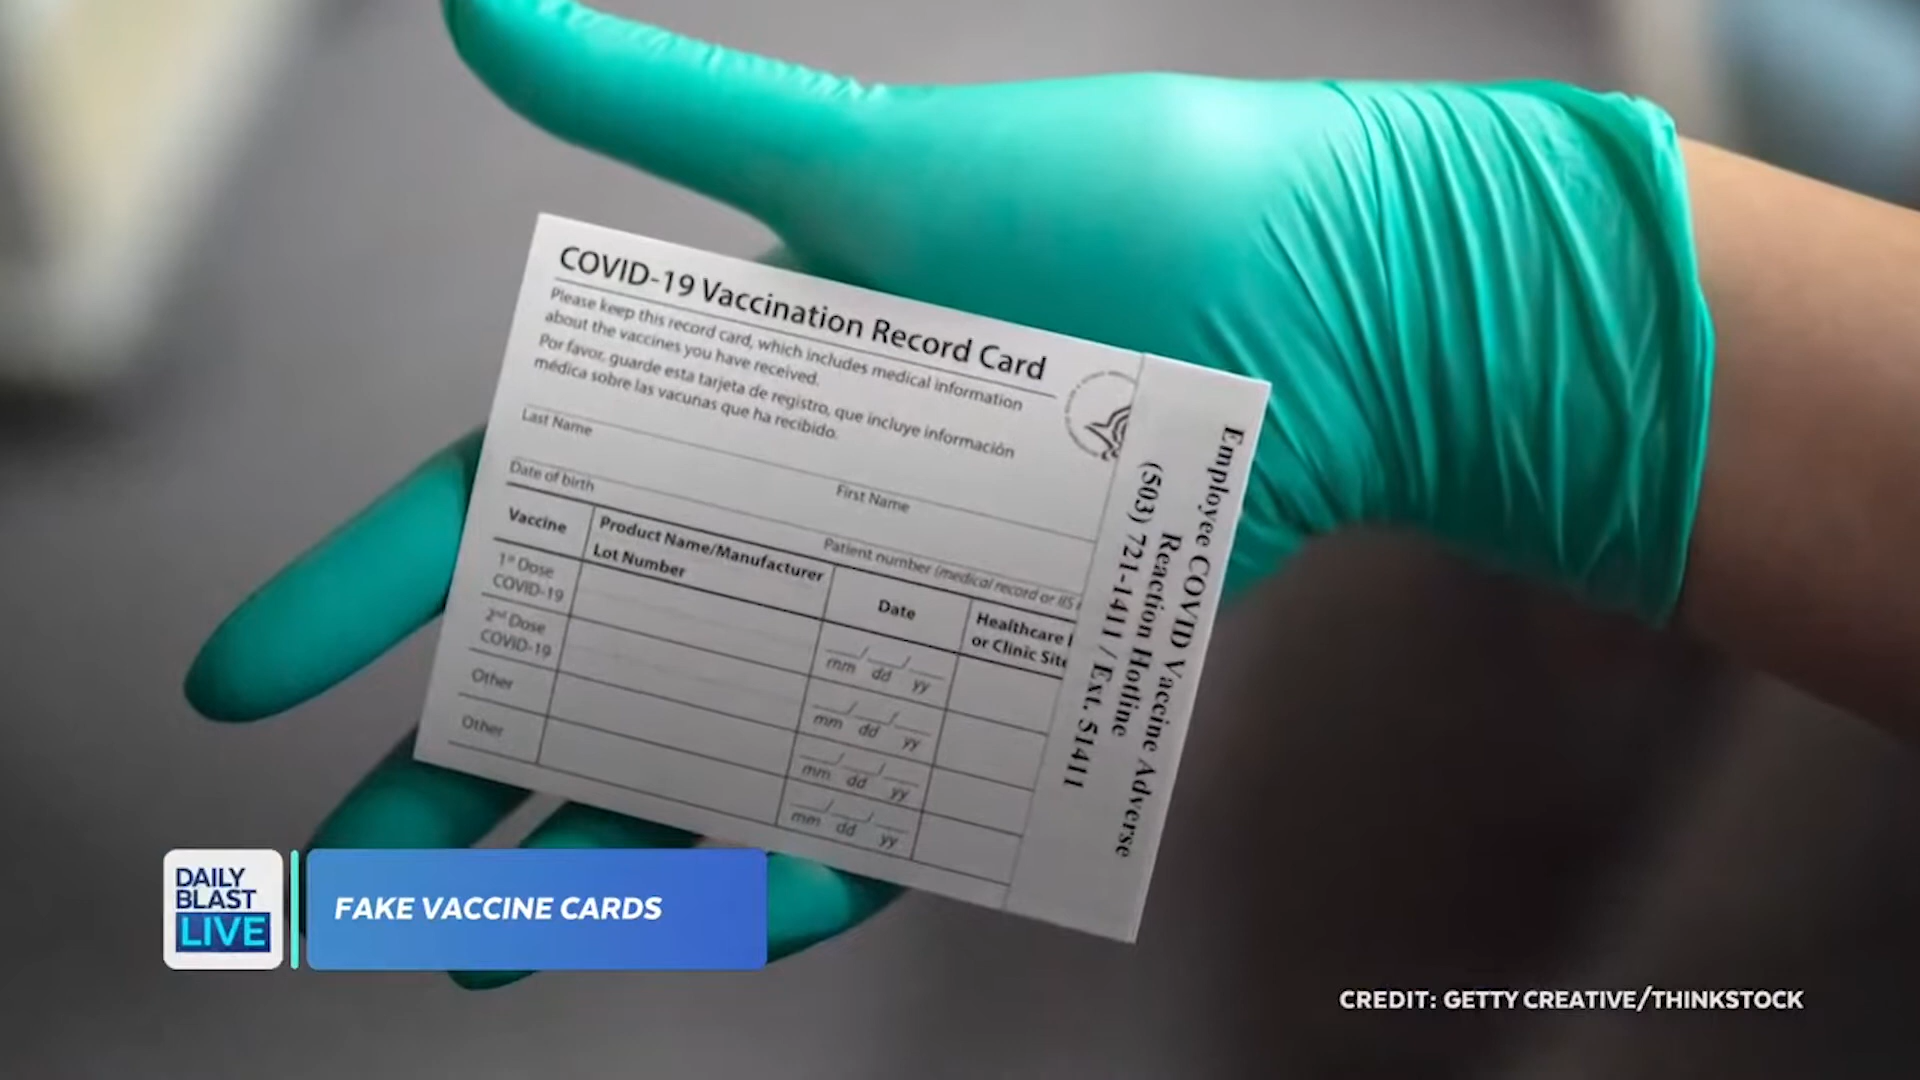 COVID-19 Vaccination Record Card
Please keep this record card, which includes medical information
about the vaccines you have received.
Por favor, guarde esta tarjeta de registro, que incluye información
médica sobre las vacunas que ha recibido.
Last Name
First Name
Date of birth
Patient number (medical record or IIS
Vaccine
Product Name/Manufacturer
Lot Number
Date
Healthcare
or Clinic Site
1st Dose
COVID-19
mm dd yy
2nd Dose
COVID-19
mm dd yy
Other
mm dd yy
Other
mm dd yy
Employee COVID Vaccine Adverse
Reaction Hotline
(503) 721-1411 / Ext. 51411
DAILY
BLAST
LIVE
FAKE VACCINE CARDS
CREDIT: GETTY CREATIVE/THINKSTOCK